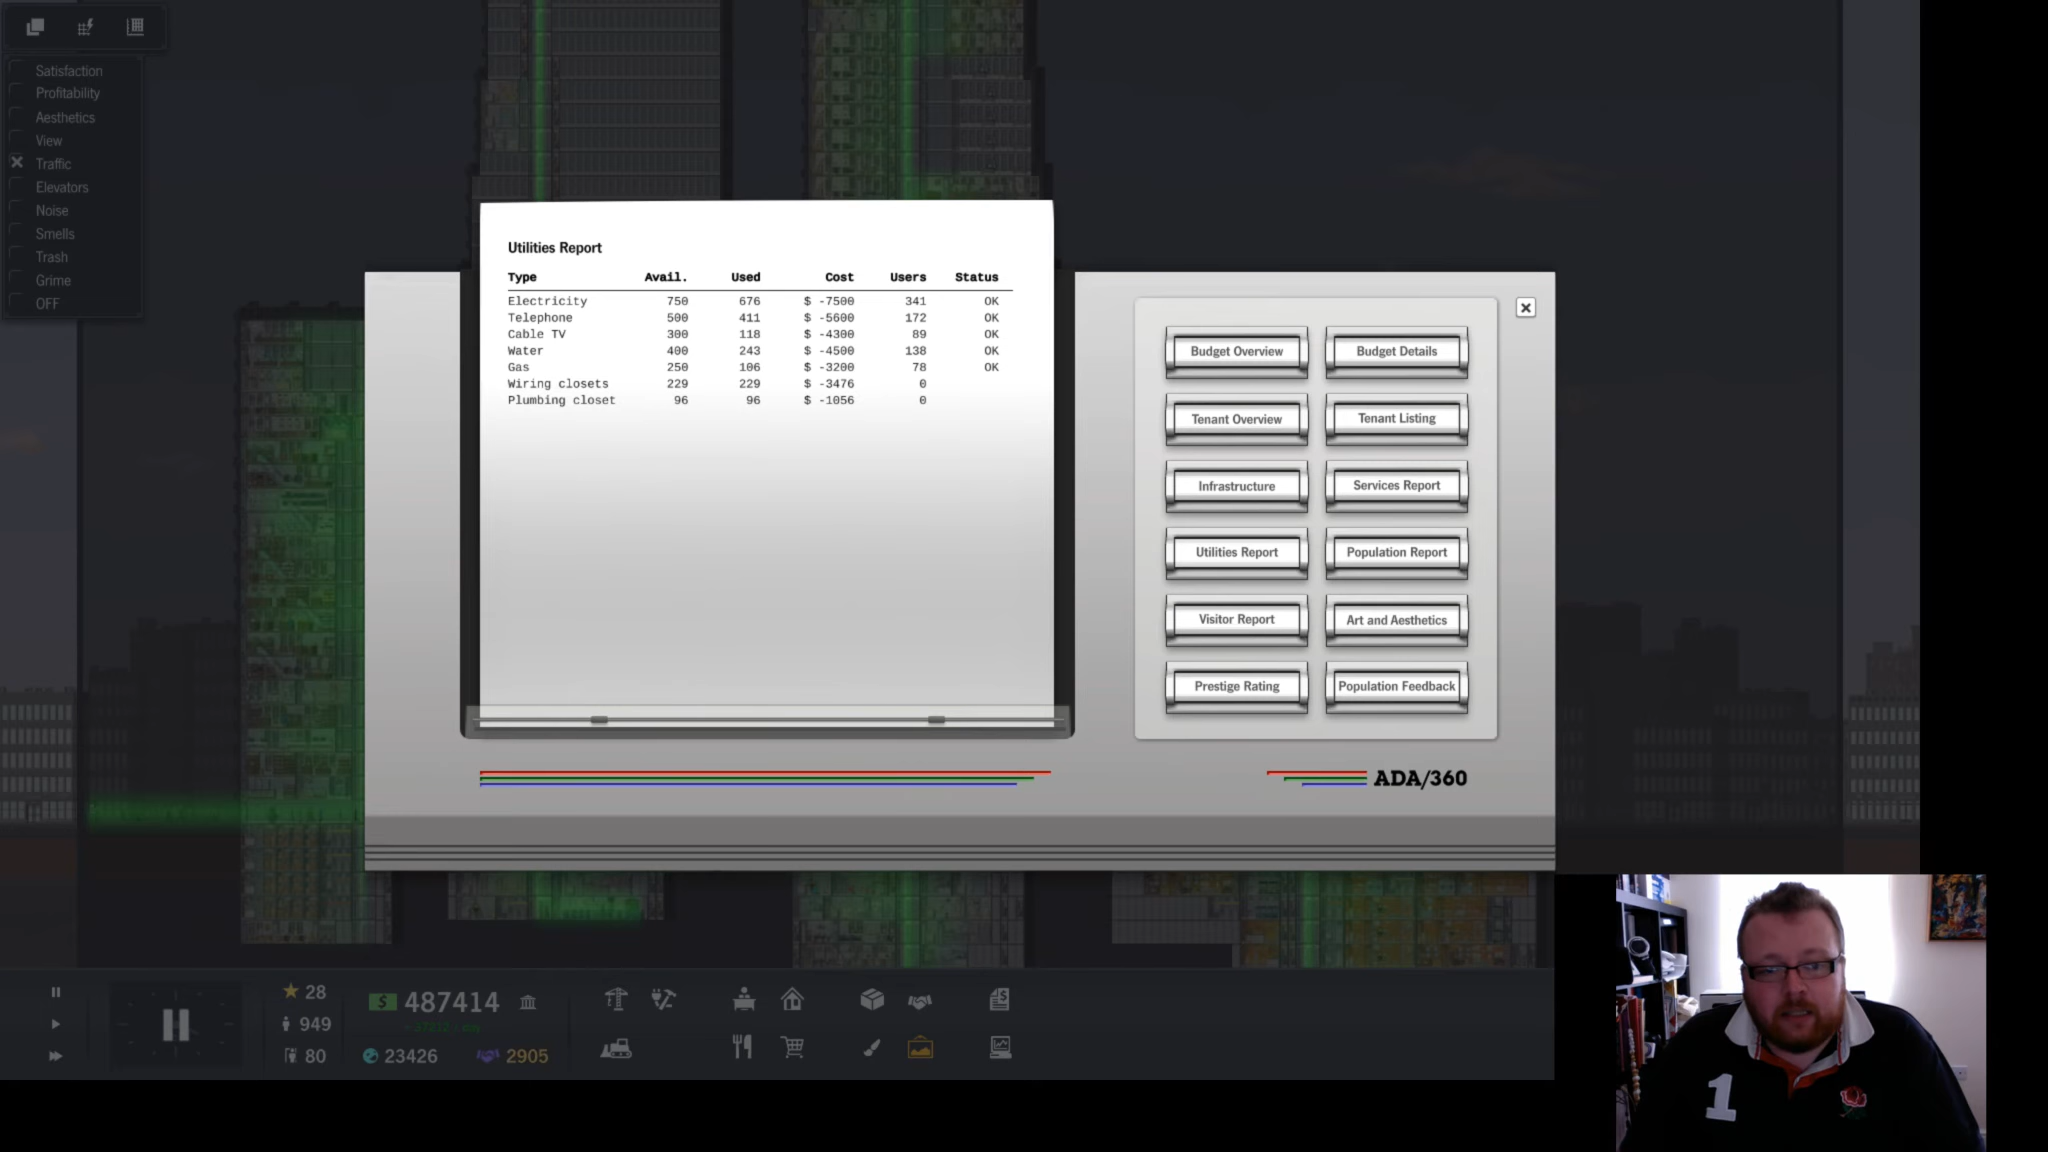 Satisfaction
Profitability
Aesthetics
View
Traffic
Elevators
Noise
Smells
Trash
Grime
OFF
Utilities Report
Type Avail. Used Cost Users Status
Electricity 750 676 $ -7500 341 OK
Telephone 500 411 $ -5600 172 OK
Cable TV 300 118 $ -4300 89 OK
Water 400 243 $ -4500 138 OK
Gas 250 106 $ -3200 78 OK
Wiring closets 229 229 $ -3476 0
Plumbing closet 96 96 $ -1056 0
Budget Overview Budget Details
Tenant Overview Tenant Listing
Infrastructure Services Report
Utilities Report Population Report
Visitor Report Art and Aesthetics
Prestige Rating Population Feedback
ADA/360
28
949
80
$ 487414
23426 2905
1